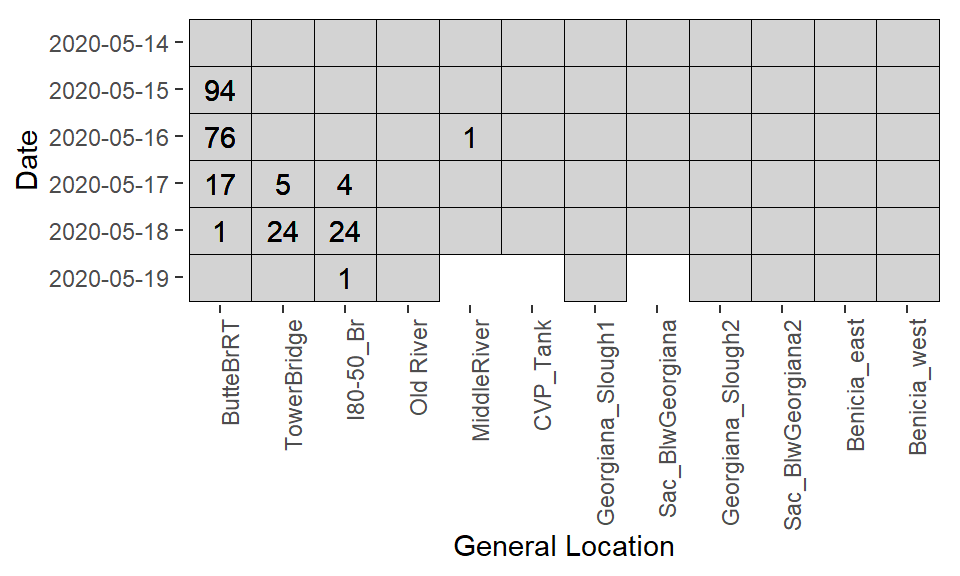 2020-05-14
2020-05-15 94
2020-05-16 76 1
2020-05-17 17 5 4
2020-05-18 1 24 24
2020-05-19 1
Date
ButteBrRT
TowerBridge
I80-50_Br
Old River
MiddleRiver
CVP_Tank
Georgiana_Slough1
Sac_BlwGeorgiana
Georgiana_Slough2
Sac_BlwGeorgiana2
Benicia_east
Benicia_west
General Location